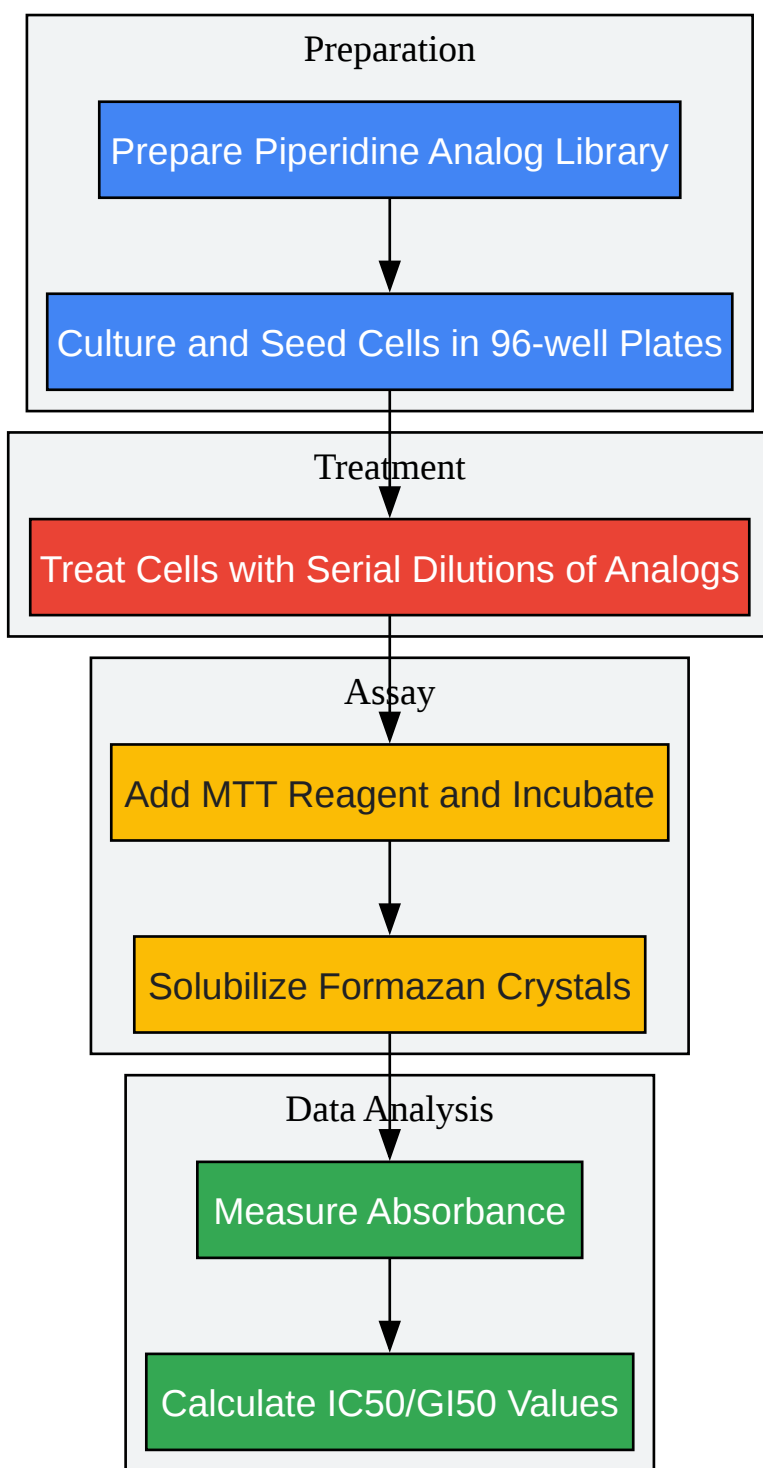 Preparation
Prepare Piperidine Analog Library
Culture and Seed Cells in 96-well Plates
Treatment
Treat Cells with Serial Dilutions of Analogs
Assay
Add MTT Reagent and Incubate
Solubilize Formazan Crystals
Data Analysis
Measure Absorbance
Calculate IC50/GI50 Values